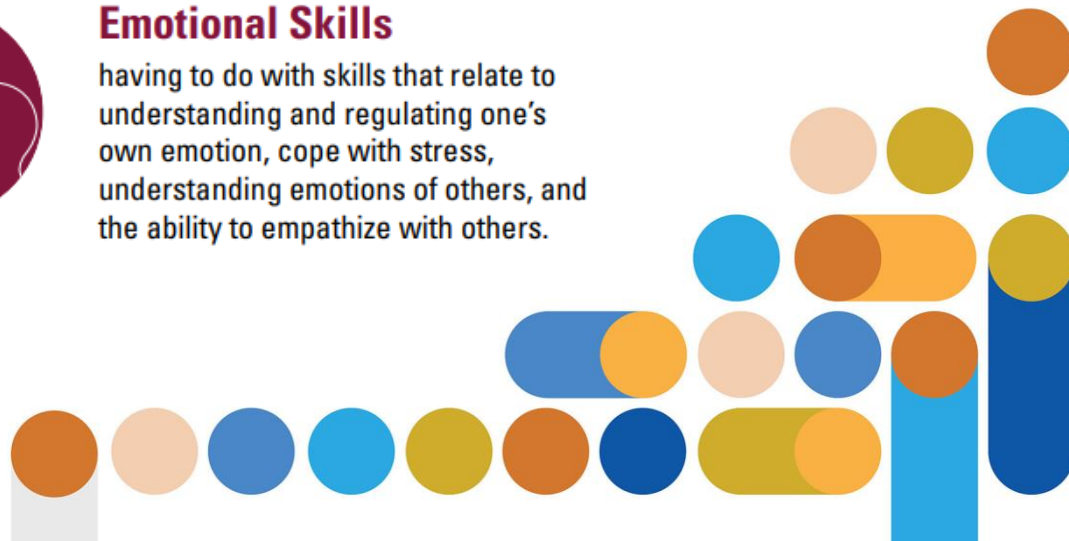 Emotional Skills
having to do with skills that relate to
understanding and regulating one’s
own emotion, cope with stress,
understanding emotions of others, and
the ability to empathize with others.